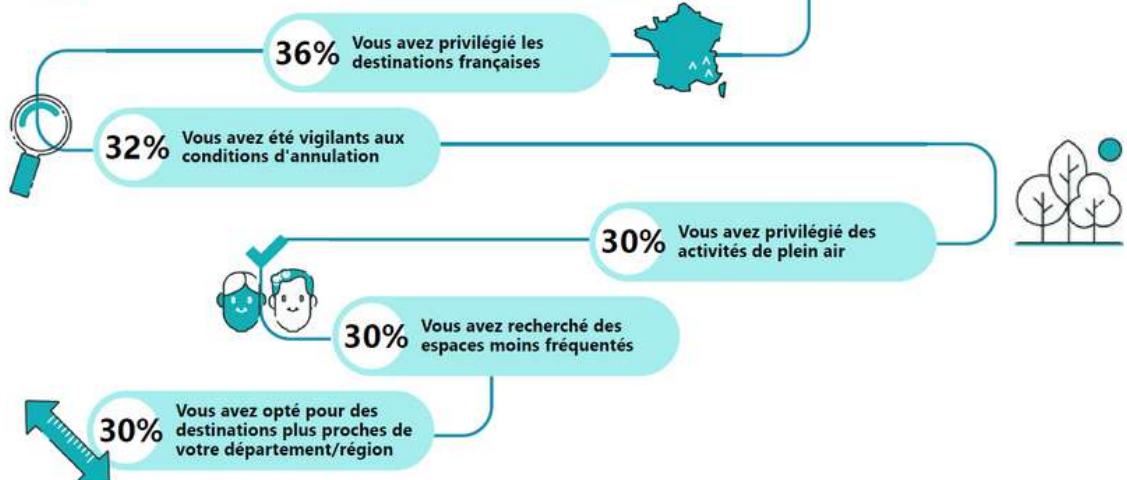 36%
Vous avez privilégié les
destinations françaises
32%
Vous avez été vigilants aux
conditions d'annulation
30%
Vous avez privilégié des
activités de plein air
30%
Vous avez recherché des
espaces moins fréquentés
30%
Vous avez opté pour des
destinations plus proches de
votre département/région